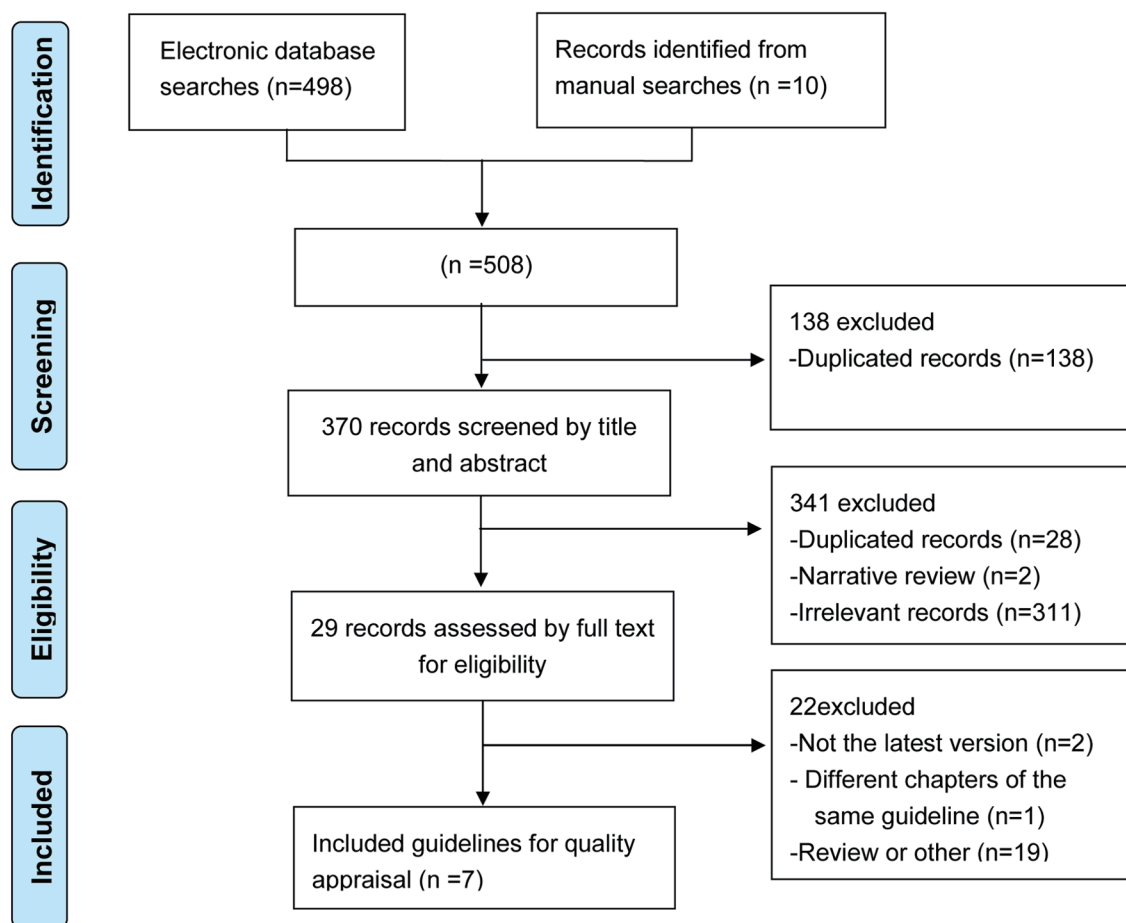 Identification
Electronic database
searches (n=498)
Records identified from
manual searches (n =10)
(n =508)
Screening
138 excluded
-Duplicated records (n=138)
370 records screened by title
and abstract
Eligibility
341 excluded
-Duplicated records (n=28)
-Narrative review (n=2)
-Irrelevant records (n=311)
29 records assessed by full text
for eligibility
Included
22excluded
-Not the latest version (n=2)
- Different chapters of the
same guideline (n=1)
-Review or other (n=19)
Included guidelines for quality
appraisal (n =7)